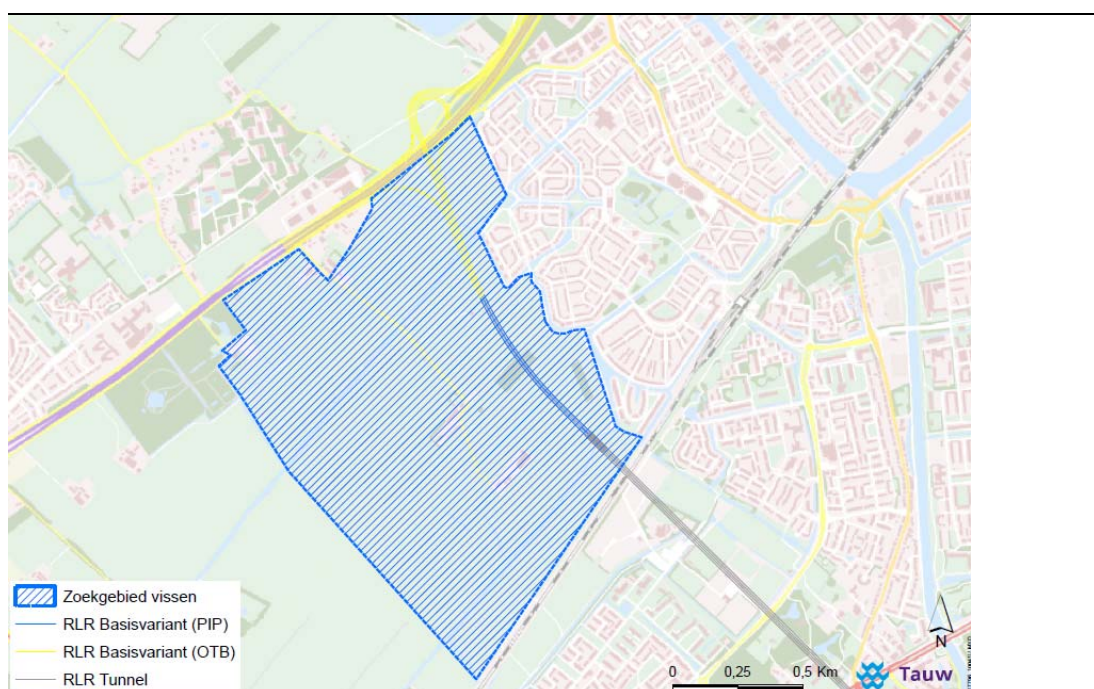 Zoekgebied vissen
RLR Basisvariant (PIP)
RLR Basisvariant (OTB)
RLR Tunnel
0 0,25 0,5 Km
N
Tauw